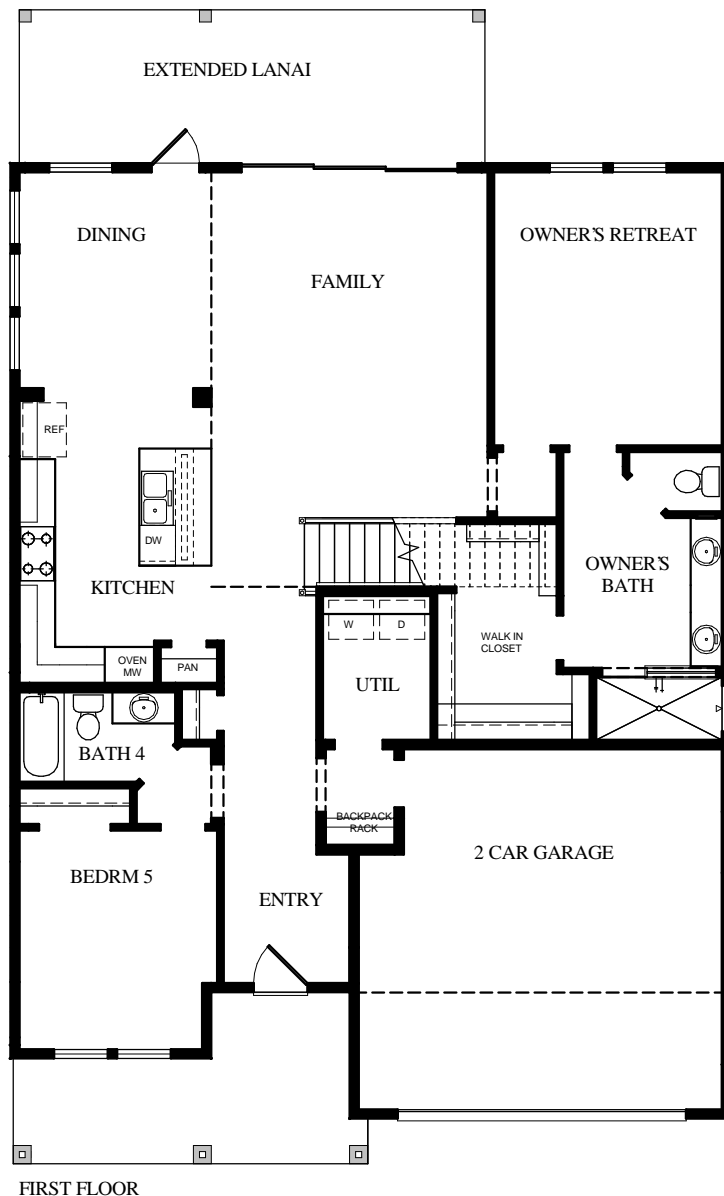 EXTENDED LANAI
DINING
OWNER'S RETREAT
FAMILY
REF
DW
KITCHEN
OWNER'S
BATH
W D
OVEN
MW
PAN
WALK IN
CLOSET
UTIL
BATH 4
BACKPACK
RACK
2 CAR GARAGE
BEDRM 5
ENTRY
FIRST FLOOR